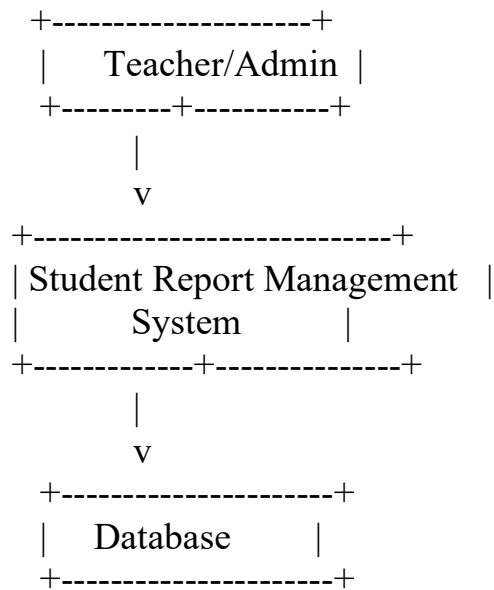 +---------------------+
|      Teacher/Admin  |
+---------+-----------+
|
v
+-----------------------------+
| Student Report Management   |
|           System          |
+-------------+---------------+
|
v
+----------------------+
|     Database        |
+----------------------+